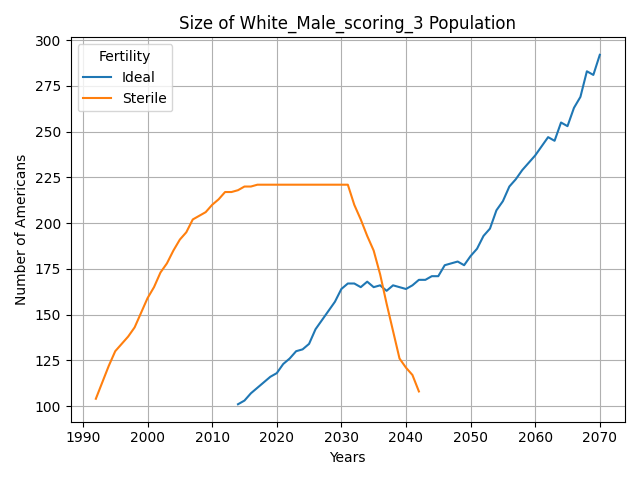 Size of White_Male_scoring_3 Population
Fertility
Ideal
Sterile
Number of Americans
300
275
250
225
200
175
150
125
100
1990 2000 2010 2020 2030 2040 2050 2060 2070
Years